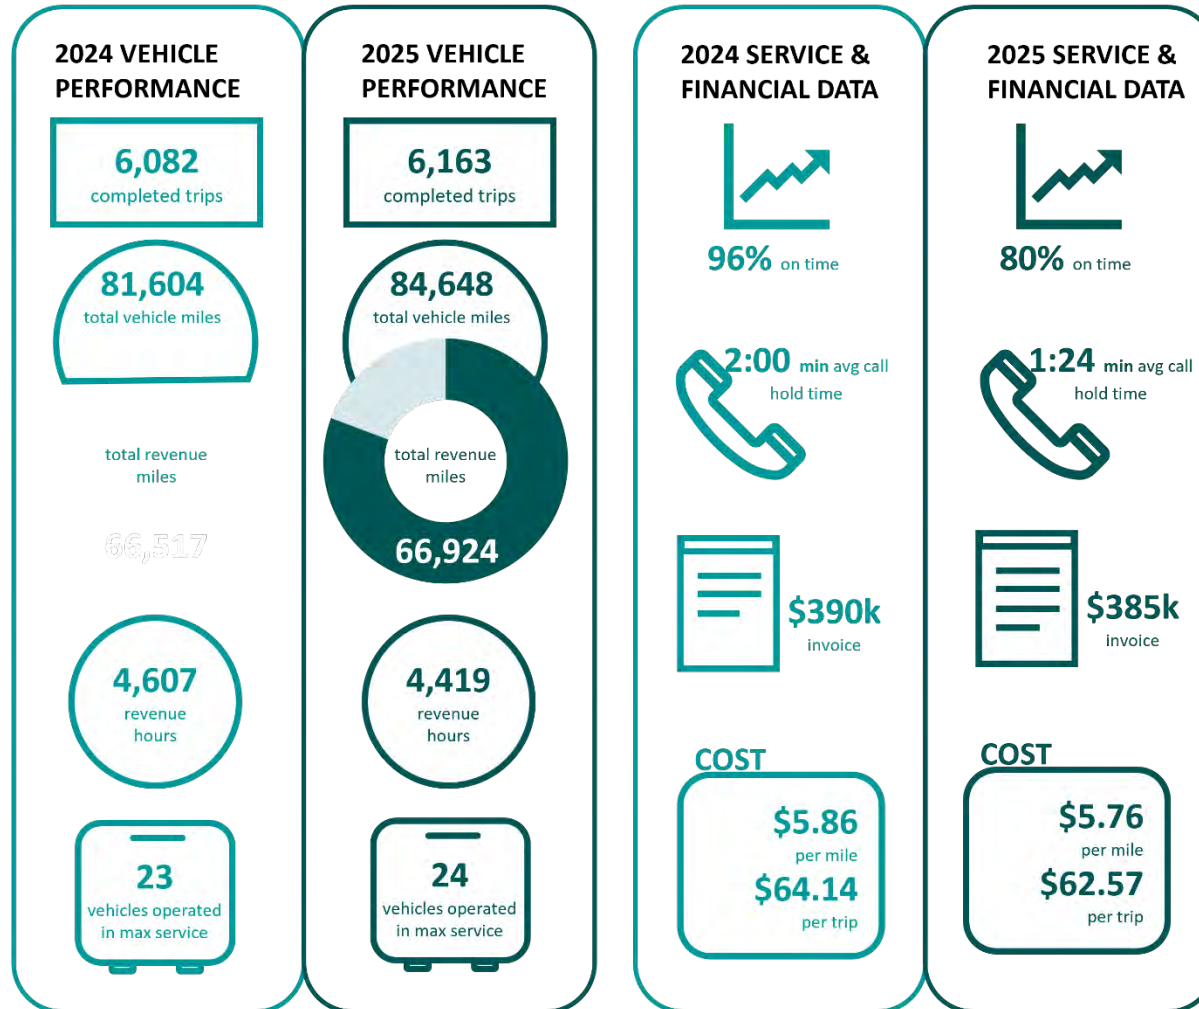 2024 VEHICLE
PERFORMANCE
6,082
completed trips
81,604
total vehicle miles
total revenue
miles
66,517
4,607
revenue
hours
23
vehicles operated
in max service
2025 VEHICLE
PERFORMANCE
6,163
completed trips
84,648
total vehicle miles
total revenue
miles
66,924
4,419
revenue
hours
24
vehicles operated
in max service
2024 SERVICE &
FINANCIAL DATA
96% on time
2:00 min avg call
hold time
$390k
invoice
COST
$5.86
per mile
$64.14
per trip
2025 SERVICE &
FINANCIAL DATA
80% on time
1:24 min avg call
hold time
$385k
invoice
COST
$5.76
per mile
$62.57
per trip